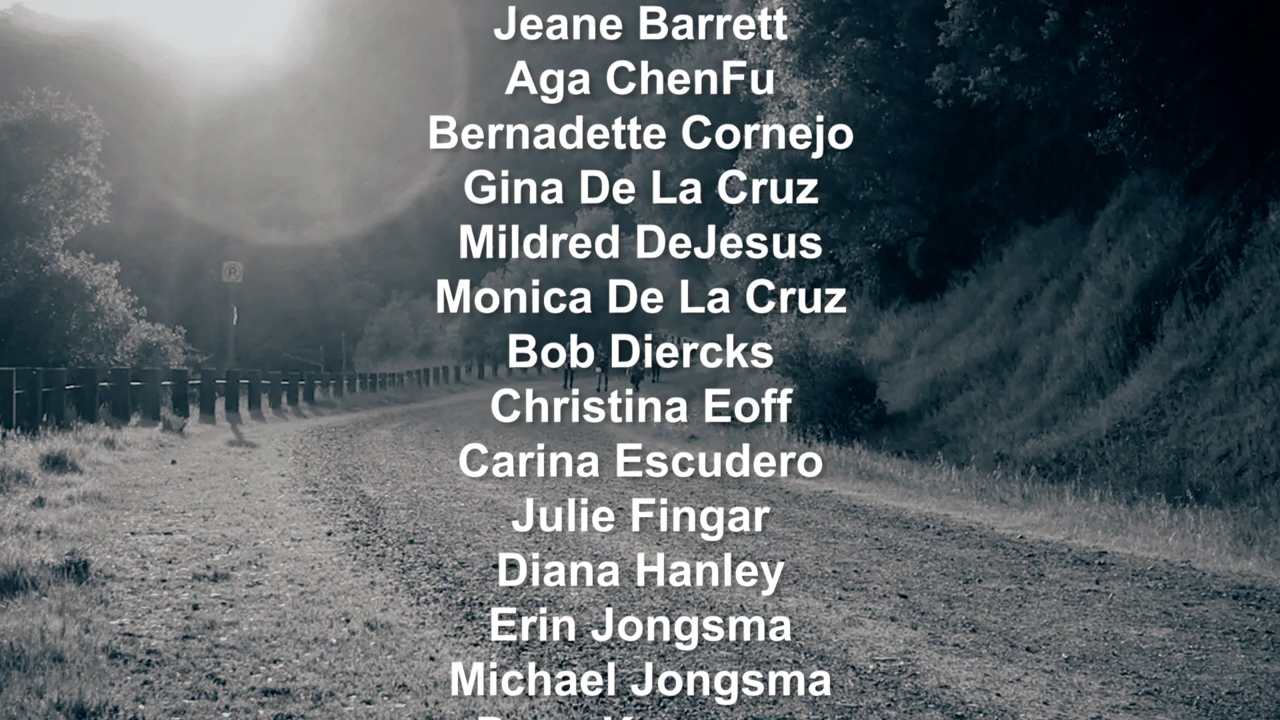 Jeane Barrett
Aga ChenFu
Bernadette Cornejo
Gina De La Cruz
Mildred DeJesus
Monica De La Cruz
Bob Diercks
Christina Eoff
Carina Escudero
Julie Fingar
Diana Hanley
Erin Jongsma
Michael Jongsma